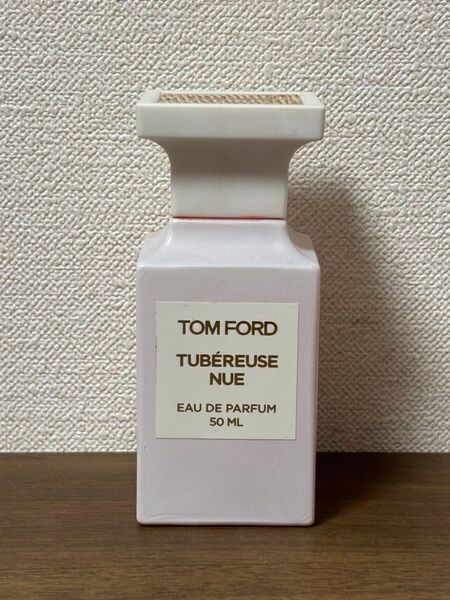 TOM FORD
TUBÉREUSE
NUE
EAU DE PARFUM
50 ML